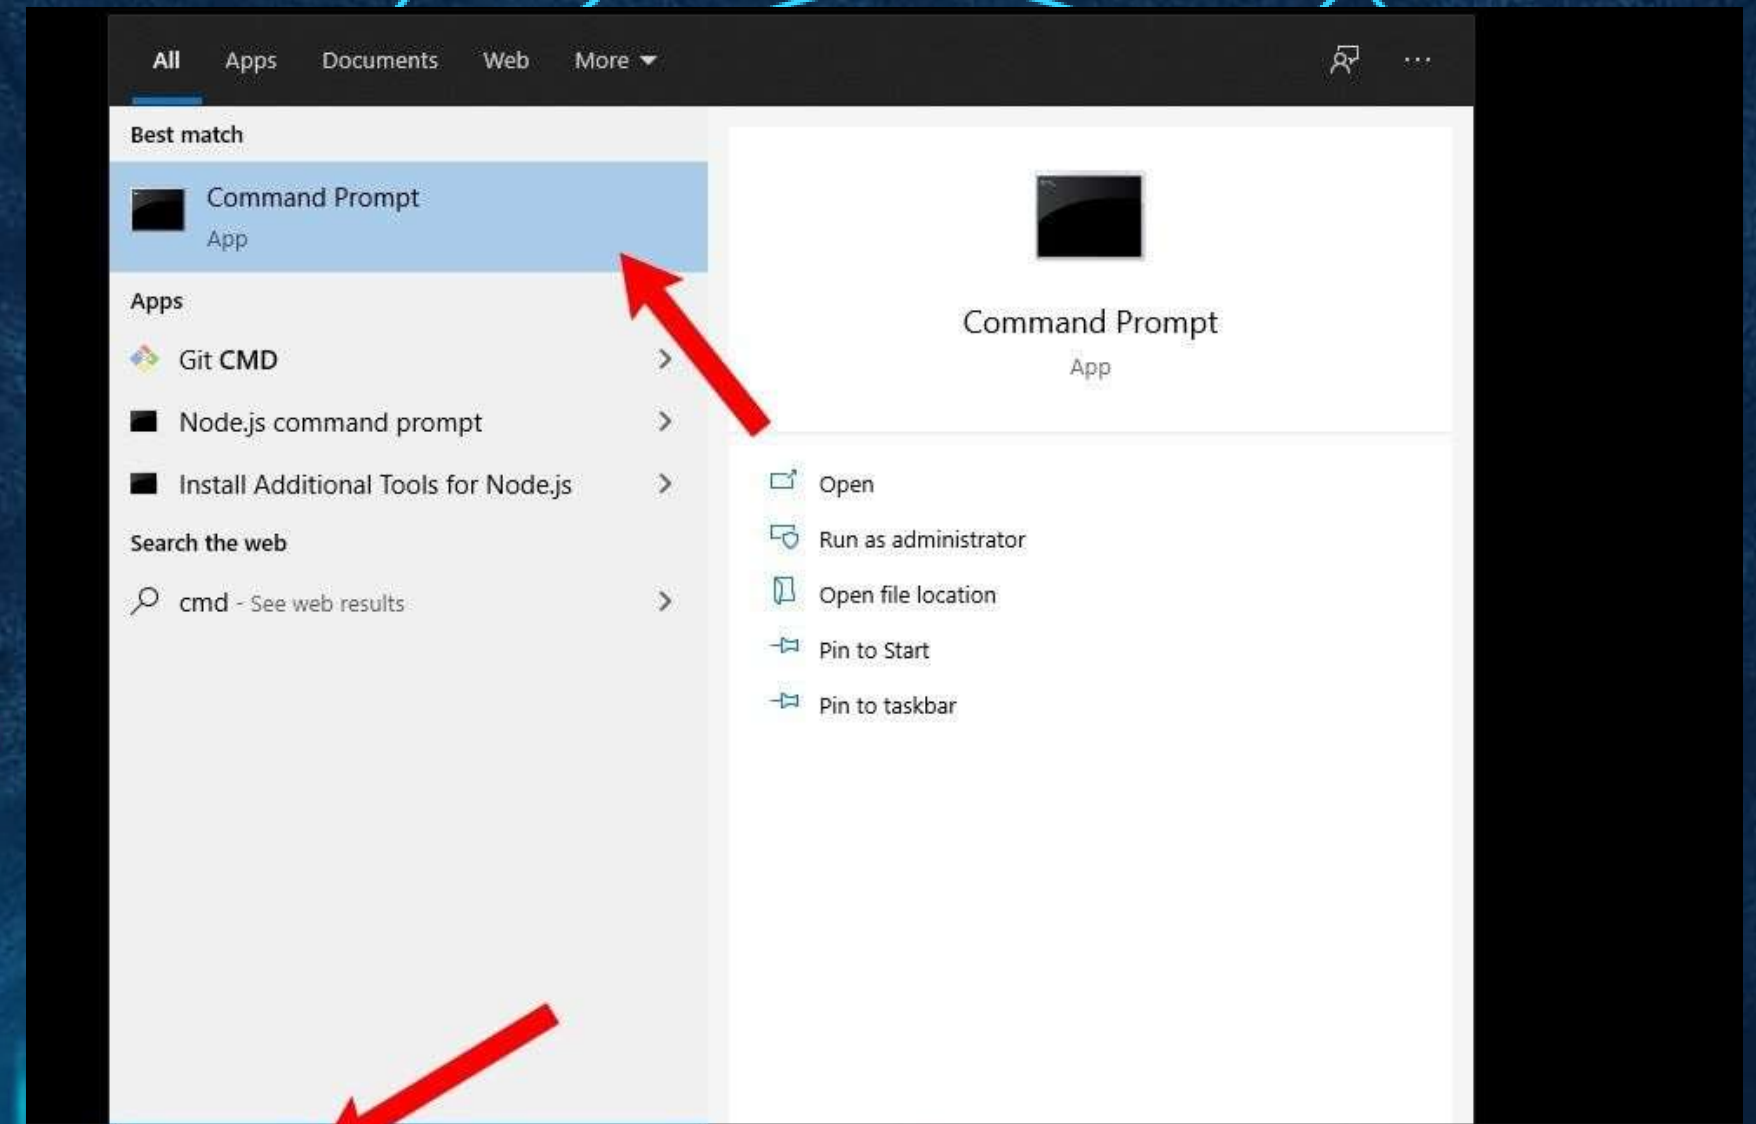 All Apps Documents Web More
Best match
Command Prompt
App
Apps
Git CMD
Node.js command prompt
Install Additional Tools for Node.js
Search the web
cmd - See web results
Command Prompt
App
Open
Run as administrator
Open file location
Pin to Start
Pin to taskbar